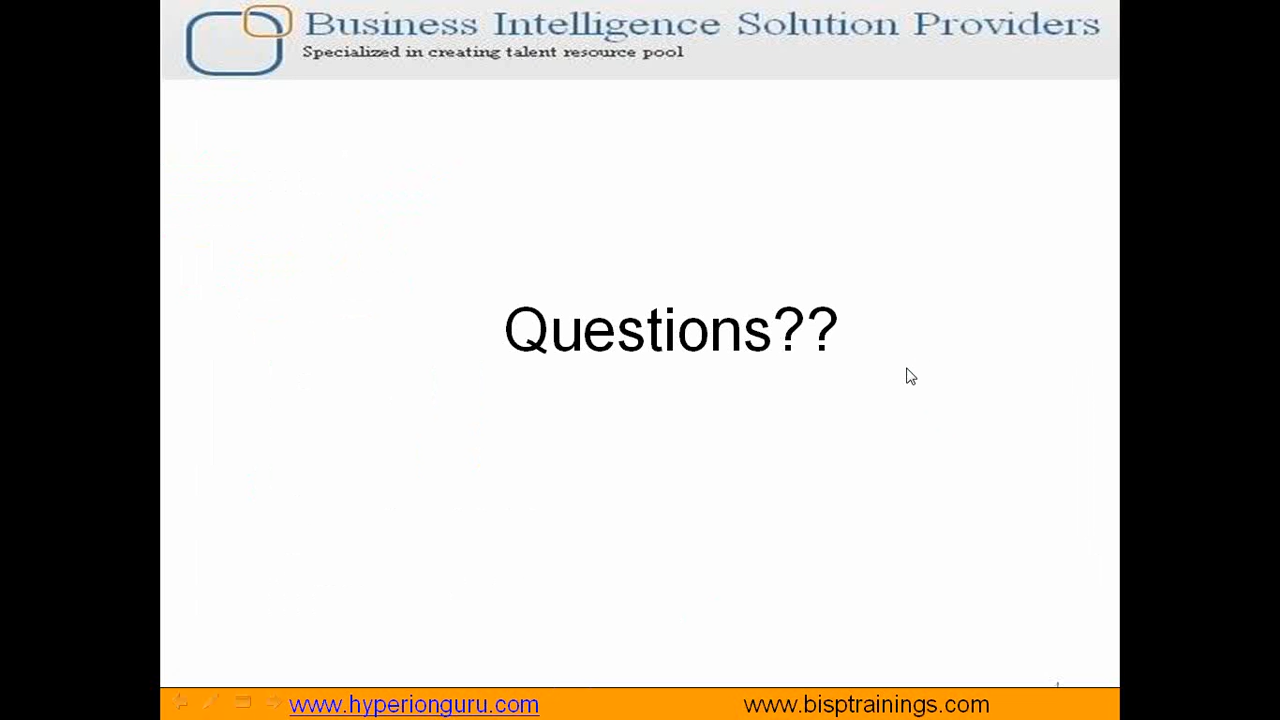 Business Intelligence Solution Providers
Specialized in creating talent resource pool
Questions??
www.hyperionguru.com
www.bisptrainings.com